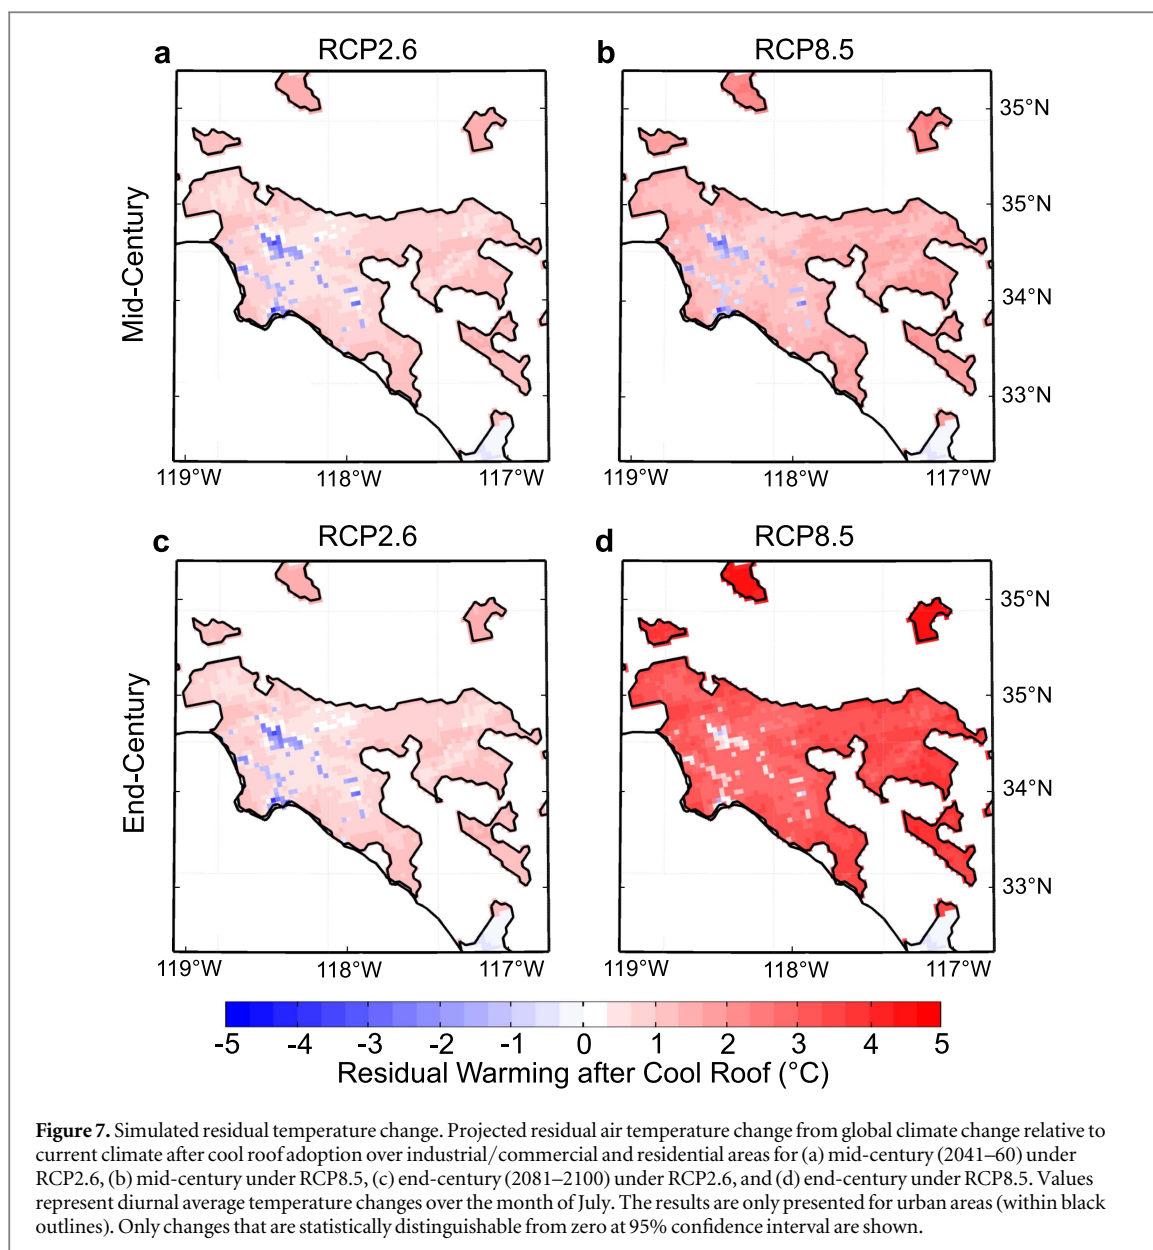 a
RCP2.6
b
RCP8.5
Mid-Century
35°N
35°N
34°N
33°N
119°W
118°W
117°W
119°W
118°W
117°W
c
RCP2.6
d
RCP8.5
End-Century
35°N
35°N
34°N
33°N
119°W
118°W
117°W
119°W
118°W
117°W
-5 -4 -3 -2 -1 0 1 2 3 4 5
Residual Warming after Cool Roof (°C)
Figure 7. Simulated residual temperature change. Projected residual air temperature change from global climate change relative to
current climate after cool roof adoption over industrial/commercial and residential areas for (a) mid-century (2041–60) under
RCP2.6, (b) mid-century under RCP8.5, (c) end-century (2081–2100) under RCP2.6, and (d) end-century under RCP8.5. Values
represent diurnal average temperature changes over the month of July. The results are only presented for urban areas (within black
outlines). Only changes that are statistically distinguishable from zero at 95% confidence interval are shown.